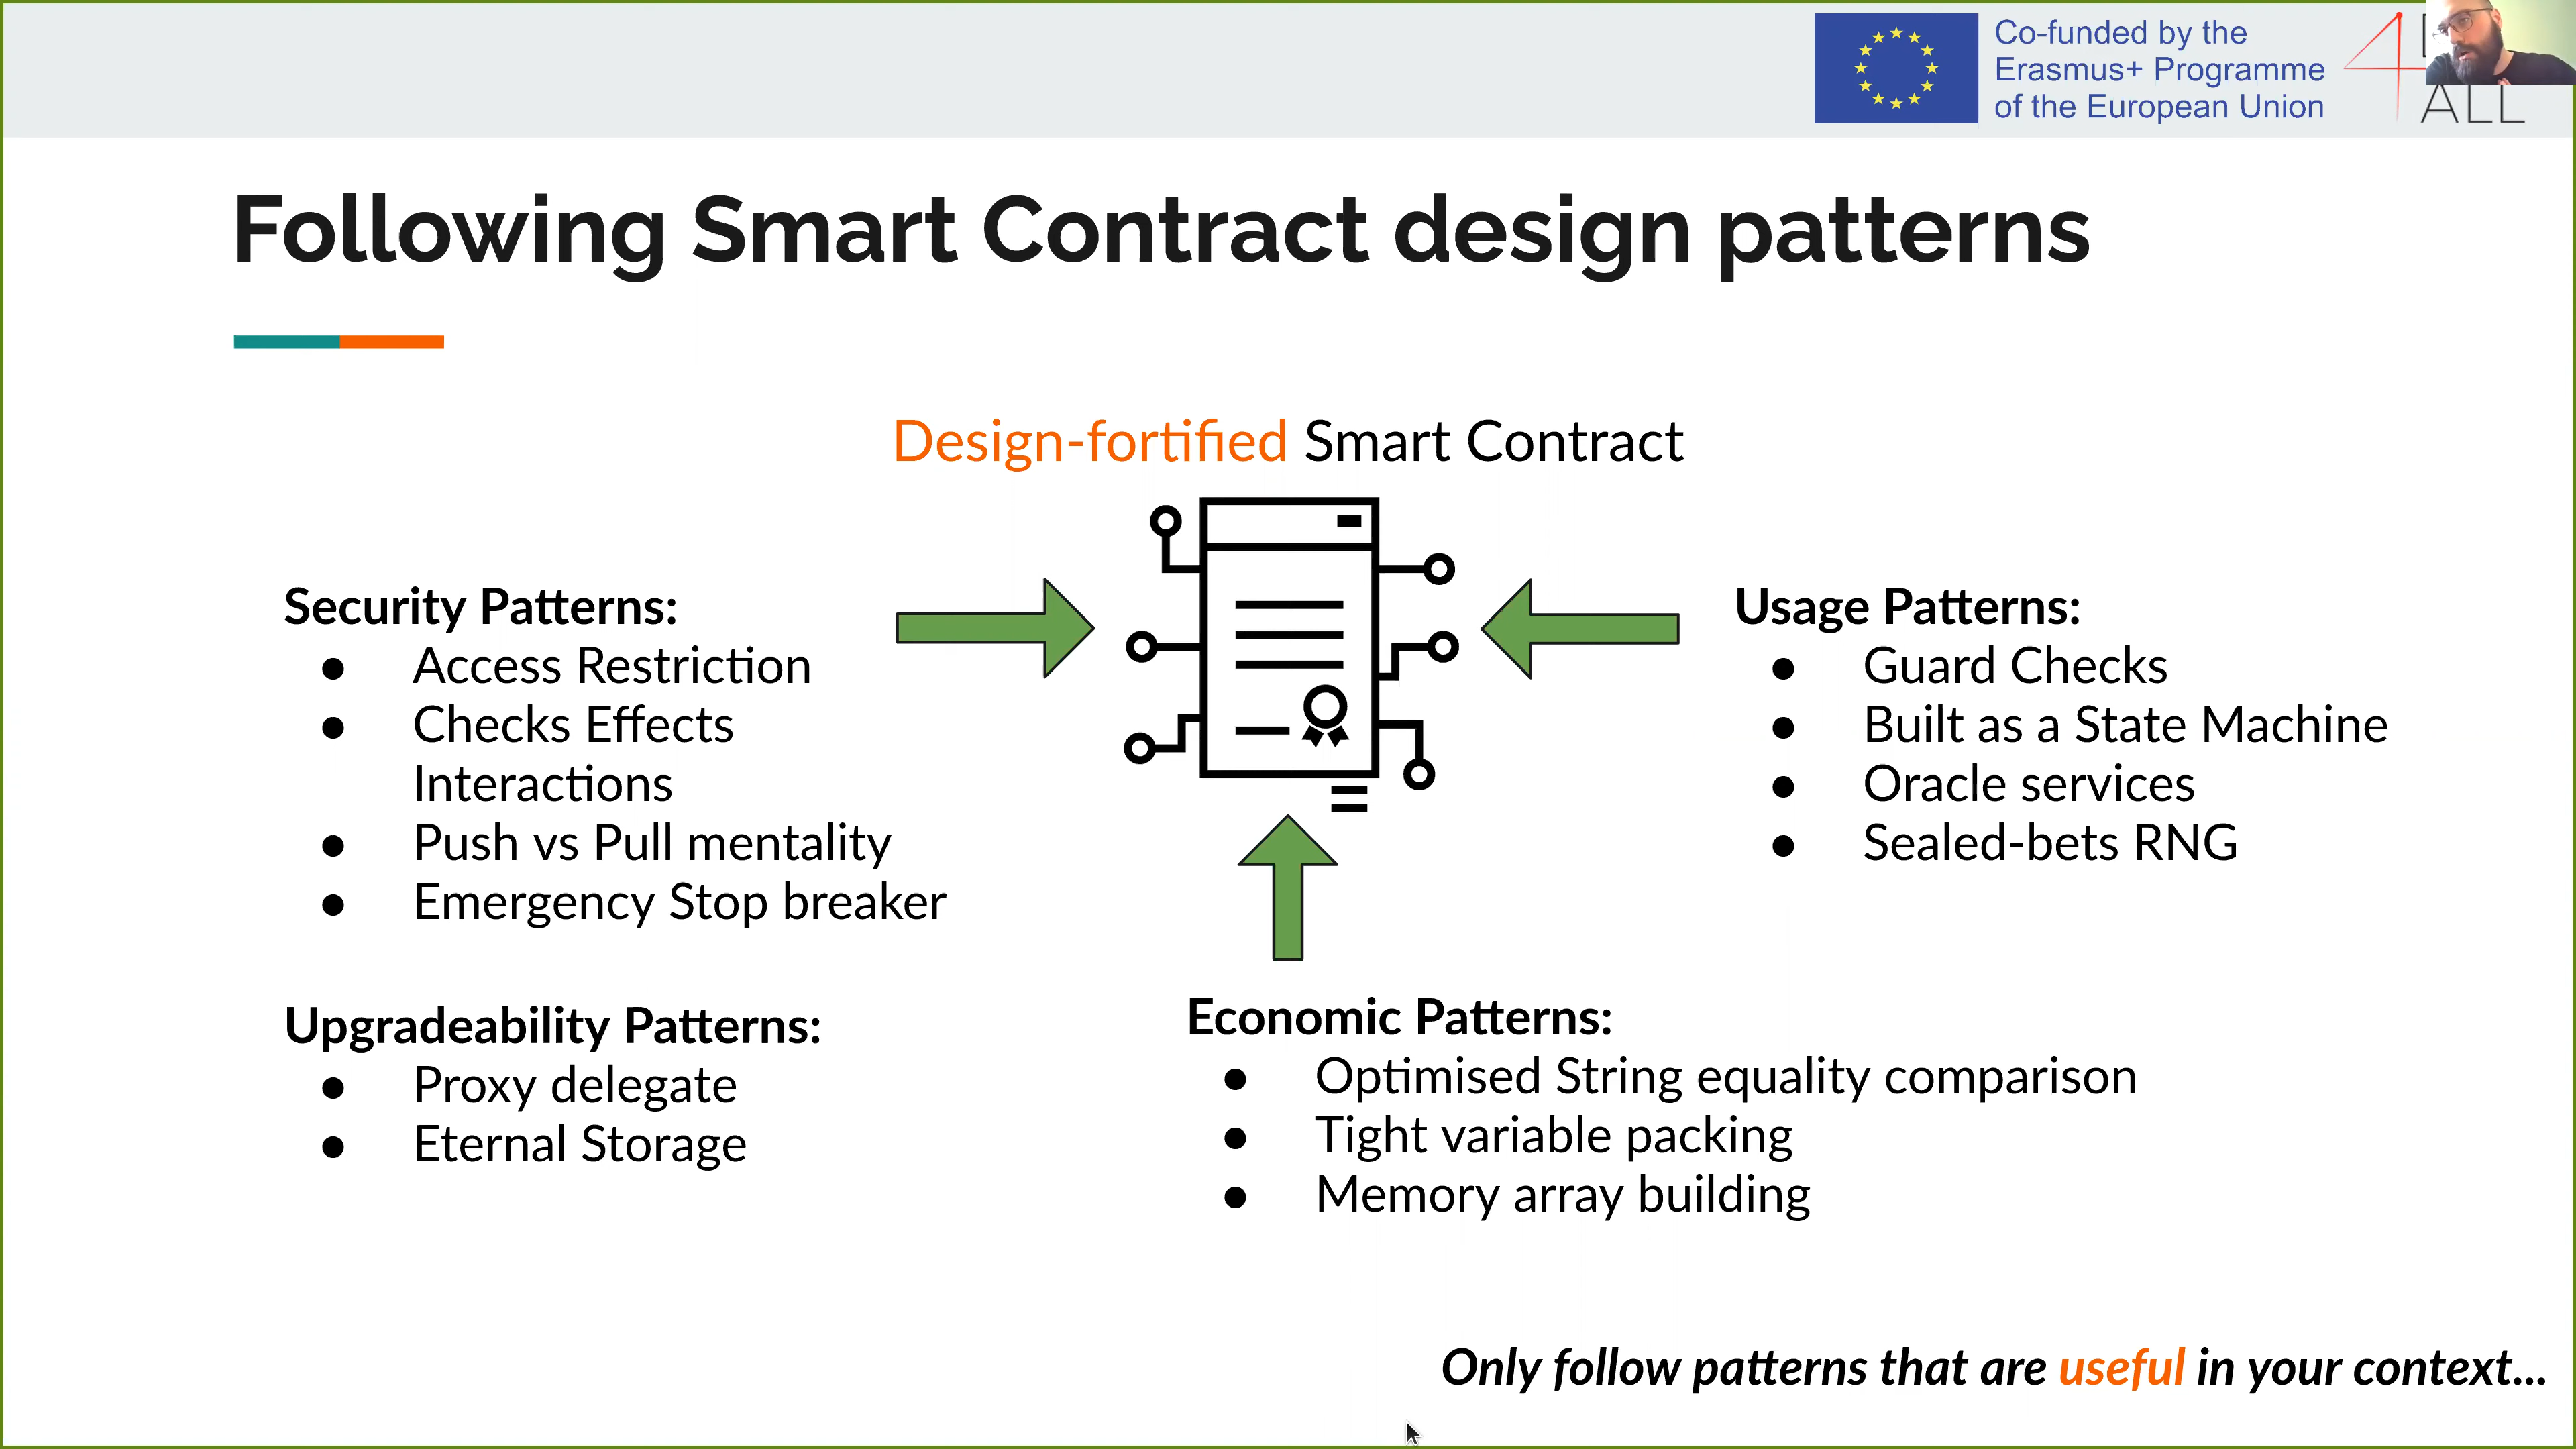 Co-funded by the
Erasmus+ Programme
of the European Union
ALL
Following Smart Contract design patterns
Design-fortified Smart Contract
Security Patterns:
● Access Restriction
● Checks Effects
Interactions
● Push vs Pull mentality
● Emergency Stop breaker
Upgradeability Patterns:
● Proxy delegate
● Eternal Storage
Usage Patterns:
● Guard Checks
● Built as a State Machine
● Oracle services
● Sealed-bets RNG
Economic Patterns:
● Optimised String equality comparison
● Tight variable packing
● Memory array building
Only follow patterns that are useful in your context...